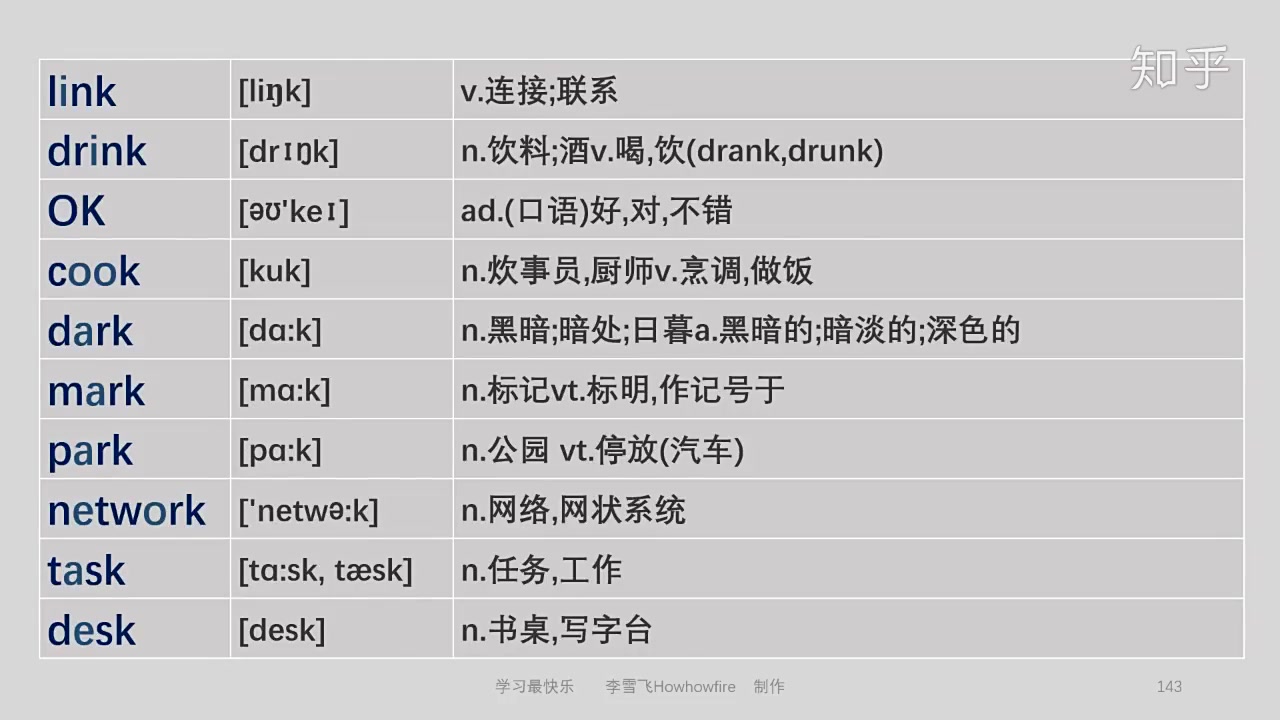 知乎
link [liŋk] v.连接;联系
drink [drɪŋk] n.饮料;酒v.喝,饮(drank,drunk)
OK [əʊ'keɪ] ad.(口语)好,对,不错
cook [kuk] n.炊事员,厨师v.烹调,做饭
dark [dɑ:k] n.黑暗;暗处;日暮a.黑暗的;暗淡的;深色的
mark [mɑ:k] n.标记vt.标明,作记号于
park [pɑ:k] n.公园 vt.停放(汽车)
network ['netwə:k] n.网络,网状系统
task [tɑ:sk, tæsk] n.任务,工作
desk [desk] n.书桌,写字台
学习最快乐 李雪飞Howhowfire 制作 143